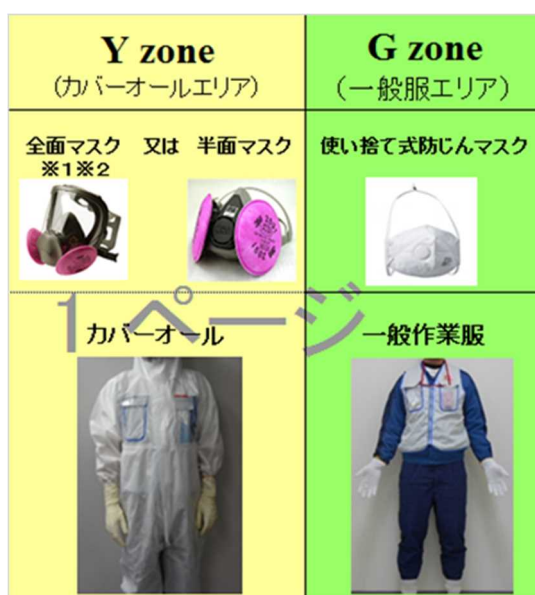 Y zone
(カバーオールエリア)
G zone
(一般服エリア)
全面マスク 又は 半面マスク
※1※2
使い捨て式防じんマスク
1 ページ
カバーオール
一般作業服